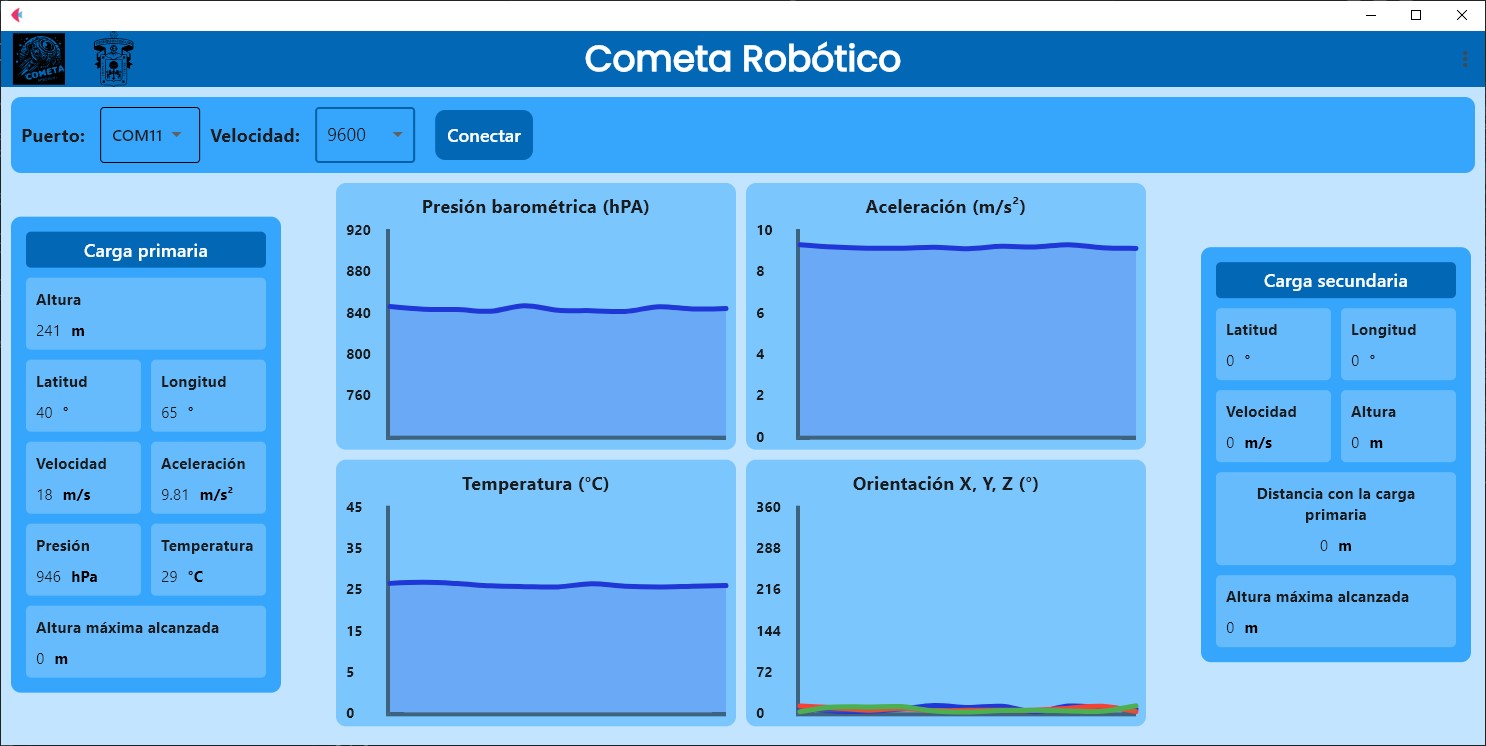 COMETA
Cometa Robótico
Puerto: COM11 Velocidad: 9600 Conectar
Carga primaria
Altura
241 m
Latitud Longitud
40 ° 65 °
Velocidad Aceleración
18 m/s 9.81 m/s²
Presión Temperatura
946 hPa 29 °C
Altura máxima alcanzada
0 m
Presión barométrica (hPA)
920
880
840
800
760
Aceleración (m/s²)
10
8
6
4
2
0
Temperatura (°C)
45
35
25
15
5
0
Orientación X, Y, Z (°)
360
288
216
144
72
0
Carga secundaria
Latitud Longitud
0 ° 0 °
Velocidad Altura
0 m/s 0 m
Distancia con la carga
primaria
0 m
Altura máxima alcanzada
0 m